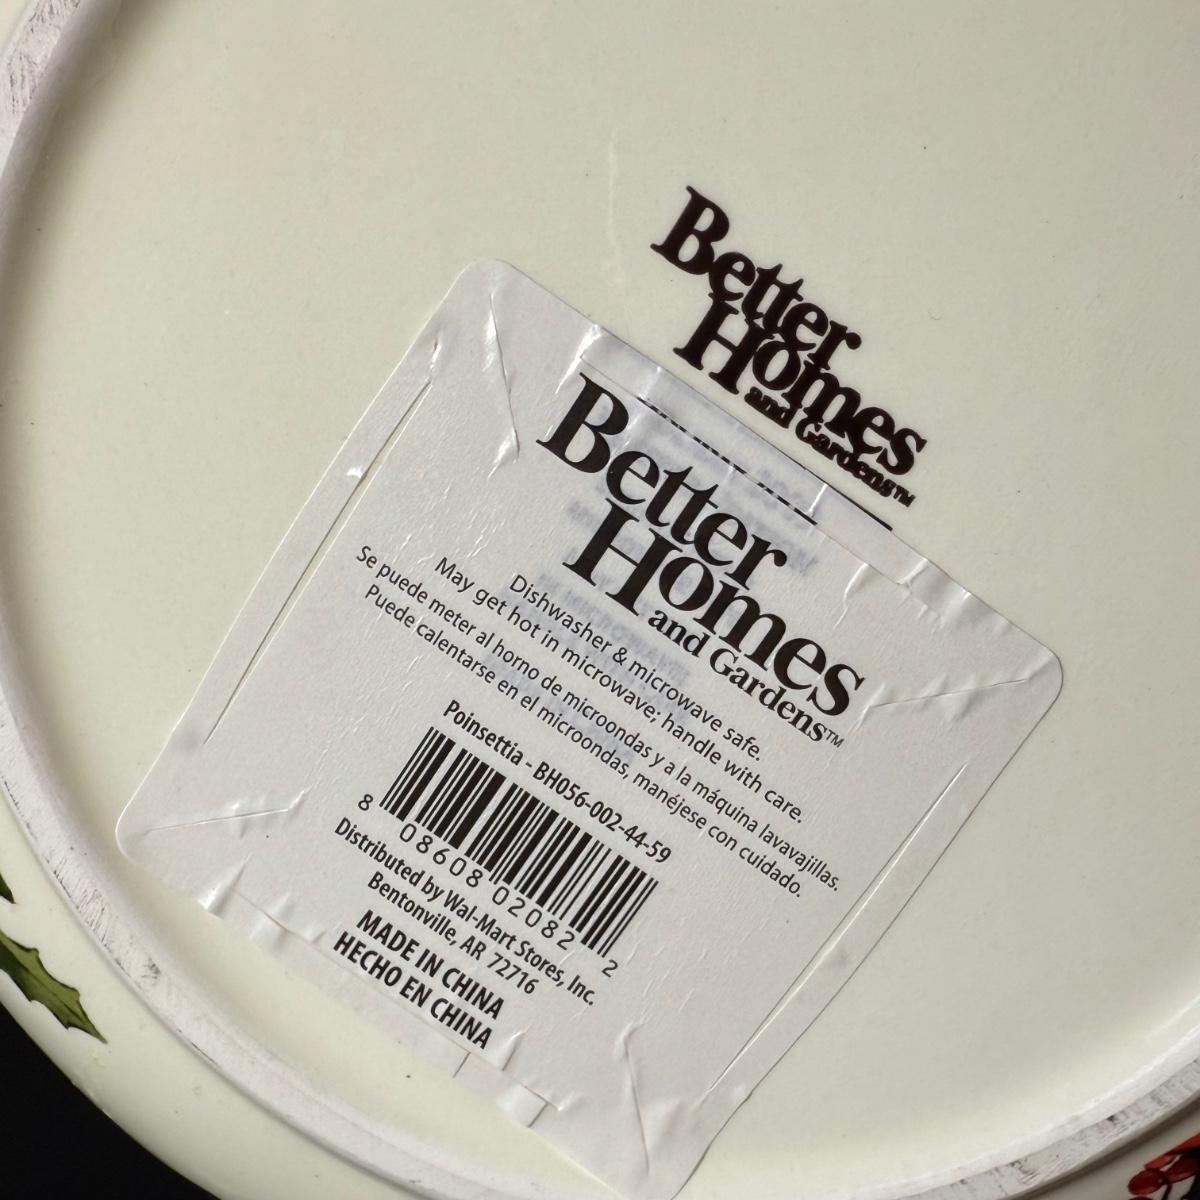 Better
Homes
and Gardens™
Better
Homes
and Gardens™
Dishwasher & microwave safe.
May get hot in microwave; handle with care.
Se puede meter al horno de microondas y a la máquina lavavajillas.
Puede calentarse en el microondas, manéjese con cuidado.
Poinsettia - BH056-002-44-59
8 08608 02082 2
Distributed by Wal-Mart Stores, Inc.
Bentonville, AR 72716
MADE IN CHINA
HECHO EN CHINA